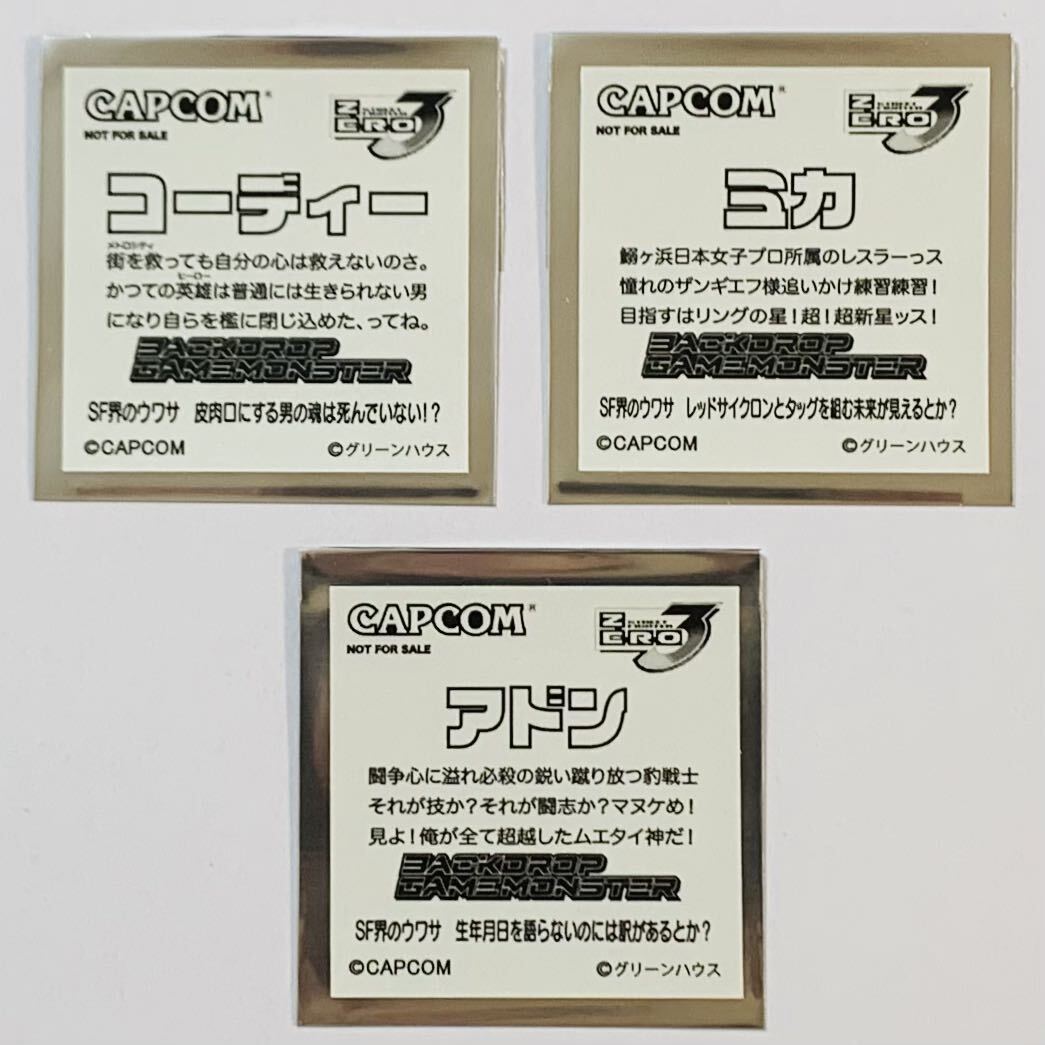 CAPCOM®
NOT FOR SALE
STREET FIGHTER ZERO 3
コーディー
メトロシティ
街を救っても自分の心は救えないのさ。
ヒーロー
かつての英雄は普通には生きられない男
になり自らを檻に閉じ込めた、ってね。
BACKDROP
GAMEMONSTER
SF界のウワサ 皮肉口にする男の魂は死んでいない!?
©CAPCOM ©グリーンハウス
CAPCOM®
NOT FOR SALE
STREET FIGHTER ZERO 3
ミカ
鰯ヶ浜日本女子プロ所属のレスラーっス
憧れのザンギエフ様追いかけ練習練習!
目指すはリングの星!超!超新星ッス!
BACKDROP
GAMEMONSTER
SF界のウワサ レッドサイクロンとタッグを組む未来が見えるとか?
©CAPCOM ©グリーンハウス
CAPCOM®
NOT FOR SALE
STREET FIGHTER ZERO 3
アドン
闘争心に溢れ必殺の鋭い蹴り放つ豹戦士
それが技か?それが闘志か?マヌケめ!
見よ!俺が全て超越したムエタイ神だ!
BACKDROP
GAMEMONSTER
SF界のウワサ 生年月日を語らないのには訳があるとか?
©CAPCOM ©グリーンハウス